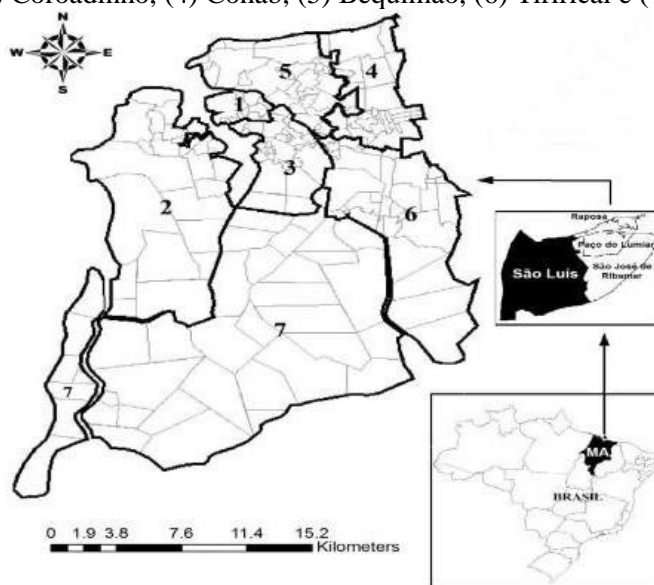 Coroadinho; (4) Cohab; (5) Bequimão; (6) Tirirical e (
N
W E
S
5
4
1
3
2
6
7
7
Raposa
Paço do Lumiar
São Luís
São José de
Ribamar
MA
BRASIL
0 1.9 3.8 7.6 11.4 15.2
Kilometers